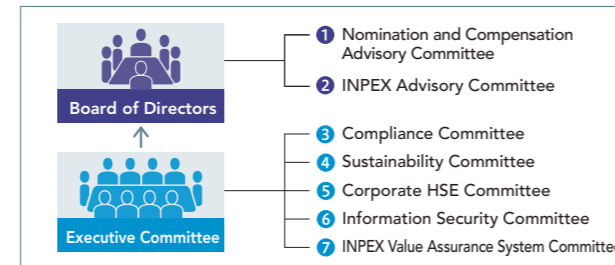 Board of Directors
1 Nomination and Compensation
Advisory Committee
2 INPEX Advisory Committee
Executive Committee
3 Compliance Committee
4 Sustainability Committee
5 Corporate HSE Committee
6 Information Security Committee
7 INPEX Value Assurance System Committee